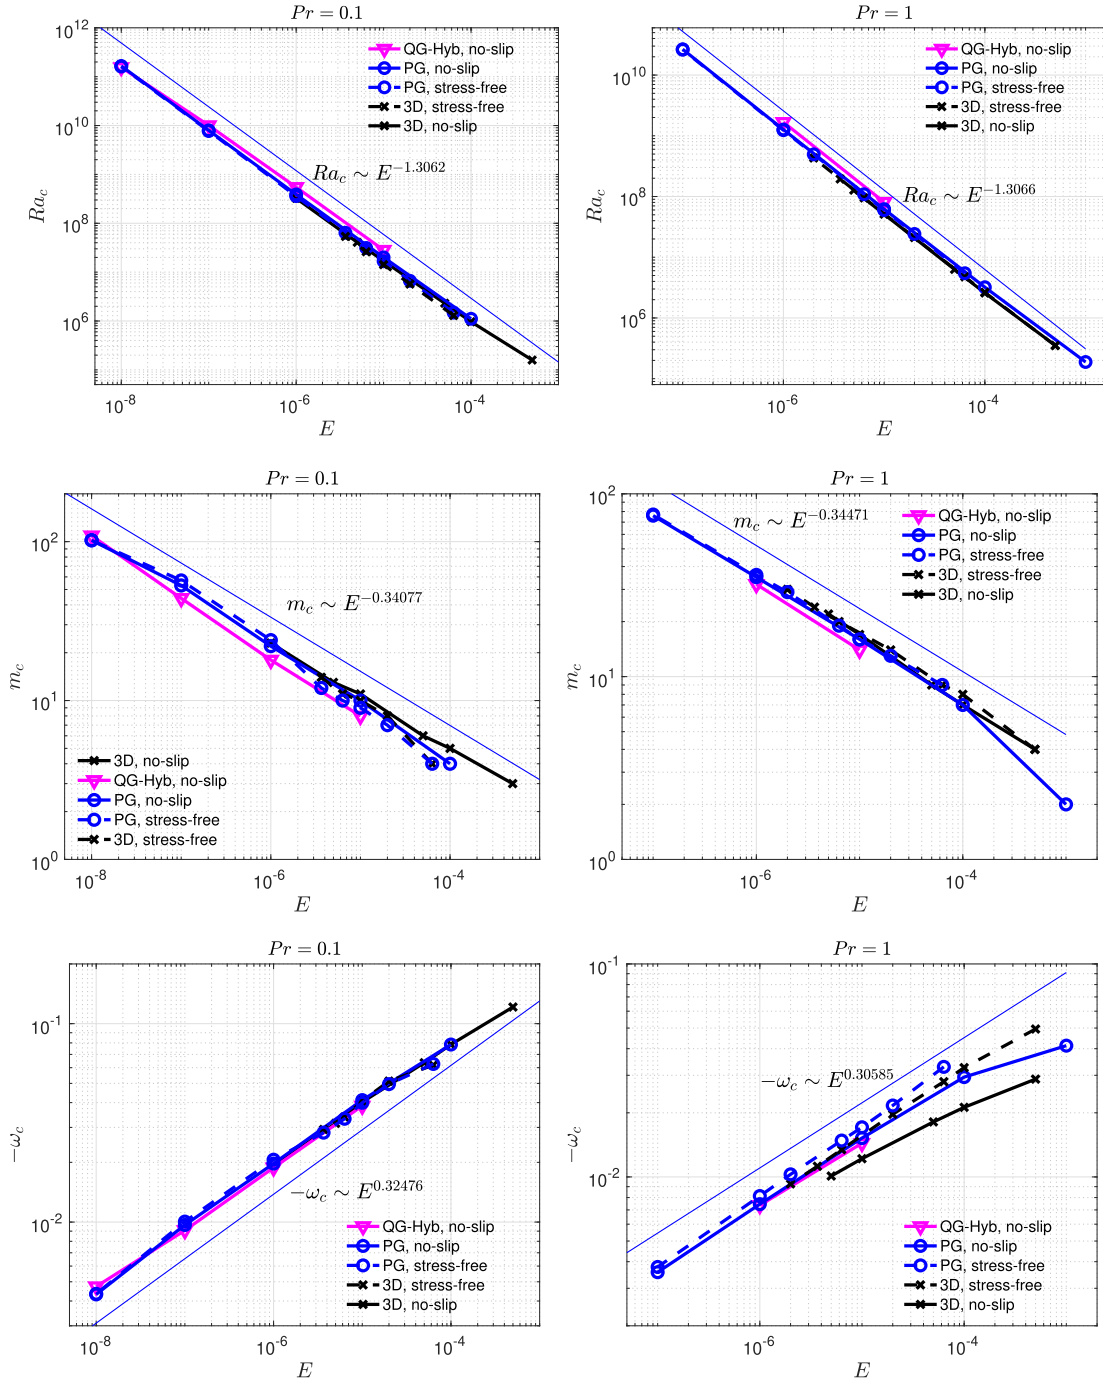 Pr = 0.1
10^12
10^10
10^8
10^6
Ra_c
QG-Hyb, no-slip
PG, no-slip
PG, stress-free
3D, stress-free
3D, no-slip
Ra_c ∼ E^−1.3062
10^-8
10^-6
10^-4
E
Pr = 1
10^10
10^8
10^6
Ra_c
QG-Hyb, no-slip
PG, no-slip
PG, stress-free
3D, stress-free
3D, no-slip
Ra_c ∼ E^−1.3066
10^-6
10^-4
E
Pr = 0.1
10^2
10^1
10^0
m_c
m_c ∼ E^−0.34077
3D, no-slip
QG-Hyb, no-slip
PG, no-slip
PG, stress-free
3D, stress-free
10^-8
10^-6
10^-4
E
Pr = 1
10^2
10^1
10^0
m_c
m_c ∼ E^−0.34471
QG-Hyb, no-slip
PG, no-slip
PG, stress-free
3D, stress-free
3D, no-slip
10^-6
10^-4
E
Pr = 0.1
10^-1
10^-2
−ω_c
−ω_c ∼ E^0.32476
QG-Hyb, no-slip
PG, no-slip
PG, stress-free
3D, stress-free
3D, no-slip
10^-8
10^-6
10^-4
E
Pr = 1
10^-1
10^-2
−ω_c
−ω_c ∼ E^0.30585
QG-Hyb, no-slip
PG, no-slip
PG, stress-free
3D, stress-free
3D, no-slip
10^-6
10^-4
E